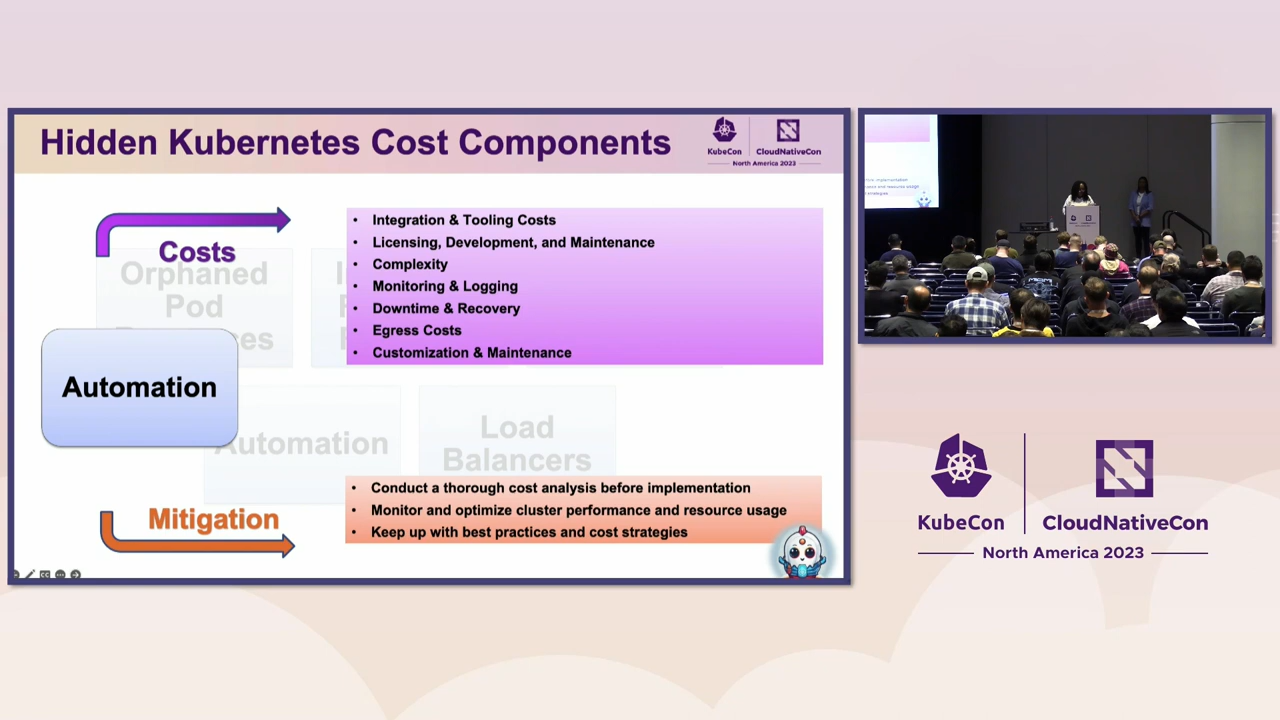 Hidden Kubernetes Cost Components
KubeCon
CloudNativeCon
North America 2023
Costs
• Integration & Tooling Costs
• Licensing, Development, and Maintenance
• Complexity
• Monitoring & Logging
• Downtime & Recovery
• Egress Costs
• Customization & Maintenance
Orphaned
Pod
Automation
Automation
Load
Balancers
Mitigation
• Conduct a thorough cost analysis before implementation
• Monitor and optimize cluster performance and resource usage
• Keep up with best practices and cost strategies
KubeCon
CloudNativeCon
North America 2023